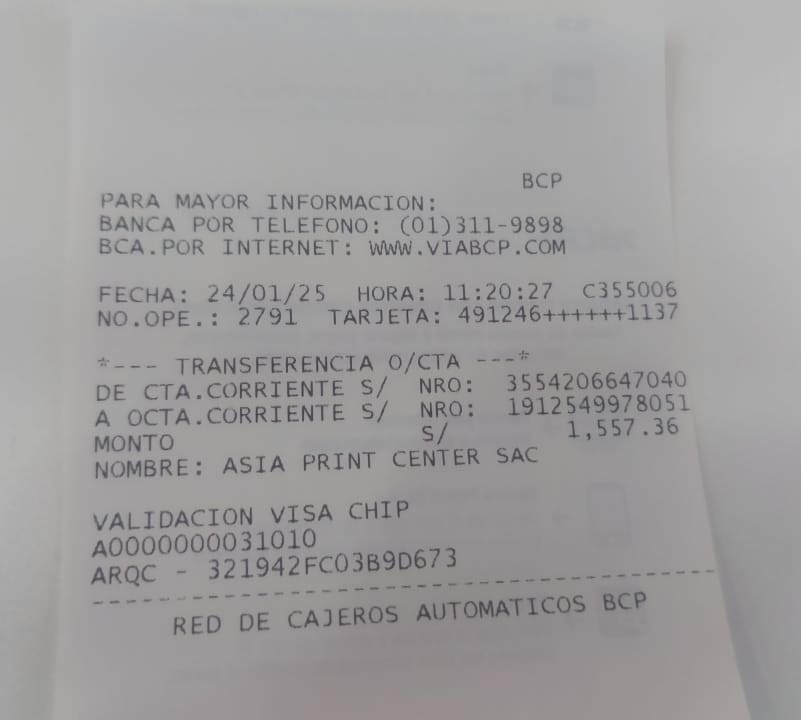 BCP
PARA MAYOR INFORMACION:
BANCA POR TELEFONO: (01)311-9898
BCA.POR INTERNET: WWW.VIABCP.COM
FECHA: 24/01/25 HORA: 11:20:27 C355006
NO.OPE.: 2791 TARJETA: 491246++++++1137
*--- TRANSFERENCIA O/CTA ---*
DE CTA.CORRIENTE S/ NRO: 3554206647040
A OCTA.CORRIENTE S/ NRO: 1912549978051
MONTO S/ 1,557.36
NOMBRE: ASIA PRINT CENTER SAC
VALIDACION VISA CHIP
A0000000031010
ARQC - 321942FC03B9D673
--------------------------------------------
RED DE CAJEROS AUTOMATICOS BCP